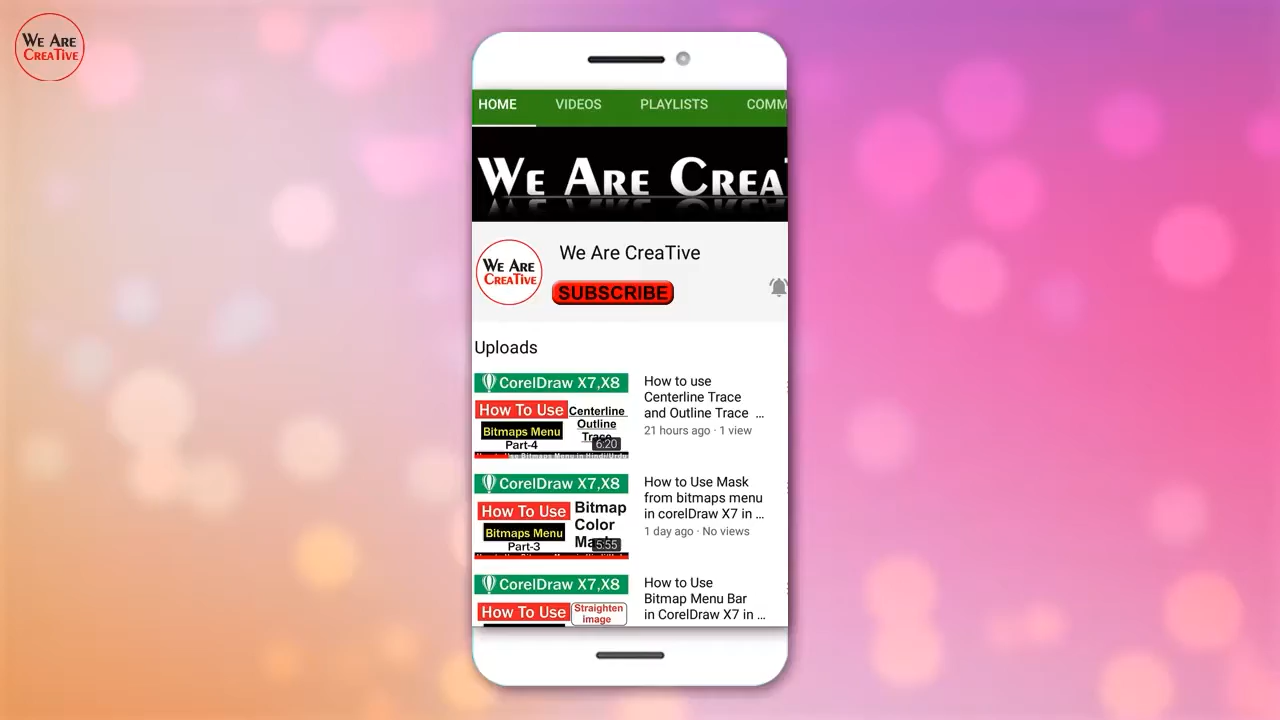 We Are
CreaTive
HOME VIDEOS PLAYLISTS COMM
We Are Crea
We Are
CreaTive
We Are CreaTive
SUBSCRIBE
Uploads
CorelDraw X7,X8
How To Use
Centerline
Outline
Trace
Bitmaps Menu
Part-4
6:20
How to use
Centerline Trace
and Outline Trace ...
21 hours ago · 1 view
CorelDraw X7,X8
How To Use
Bitmap
Color
Bitmaps Menu
Part-3
5:55
How to Use Mask
from bitmaps menu
in corelDraw X7 in ...
1 day ago · No views
CorelDraw X7,X8
How To Use
Straighten
image
How to Use
Bitmap Menu Bar
in CorelDraw X7 in ...